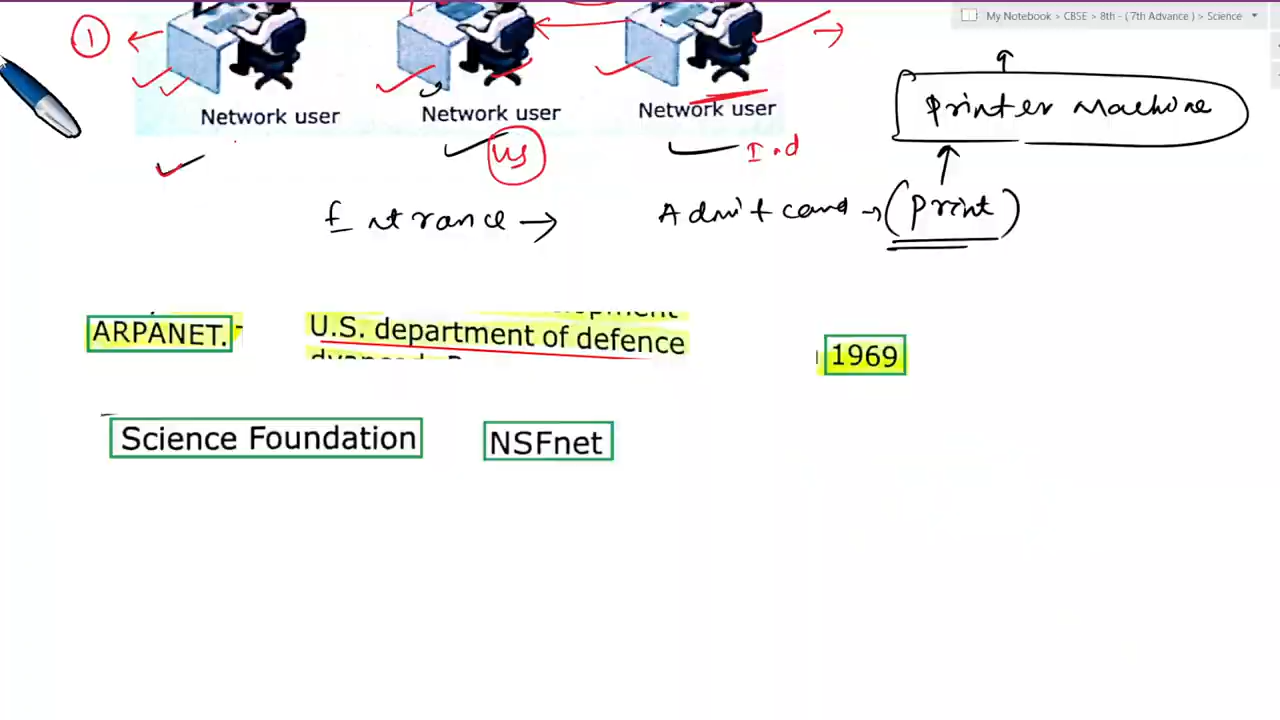 My Notebook > CBSE > 8th - ( 7th Advance ) > Science
1
Network user
Network user
Network user
Printer Machine
US
Ind
Entrance →
Admit card → (Print)
ARPANET.
U.S. department of defence
1969
Science Foundation
NSFnet